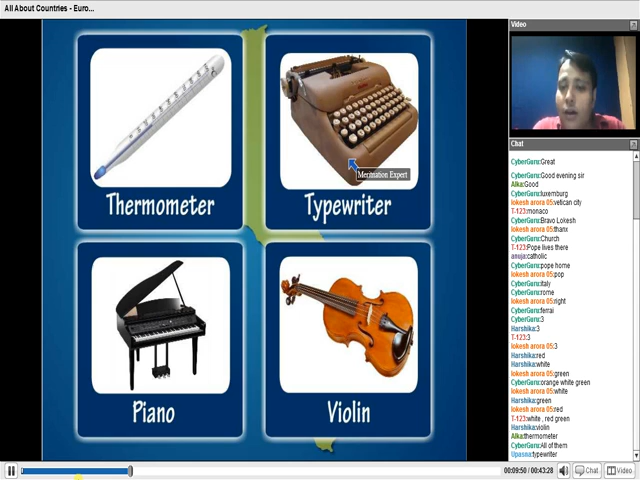 All About Countries - Euro...
Video
Thermometer
Typewriter
Meritnation Expert
Piano
Violin
Chat
CyberGuru:Great
CyberGuru:Good evening sir
Alka:Good
CyberGuru:luxemburg
lokesh arora 05:vetican city
T-123:monaco
CyberGuru:Bravo Lokesh
lokesh arora 05:thanx
CyberGuru:Church
T-123:Pope lives there
anuja:catholic
CyberGuru:pope home
lokesh arora 05:pop
CyberGuru:italy
CyberGuru:rome
lokesh arora 05:right
CyberGuru:ferrai
CyberGuru:3
Harshika:3
T-123:3
lokesh arora 05:3
Harshika:red
Harshika:white
lokesh arora 05:green
CyberGuru:orange white green
lokesh arora 05:white
Harshika:green
lokesh arora 05:red
T-123:white , red green
Harshika:violin
Alka:thermometer
CyberGuru:All of them
Upasna:typewriter
00:09:50 / 00:43:28
Chat
Video